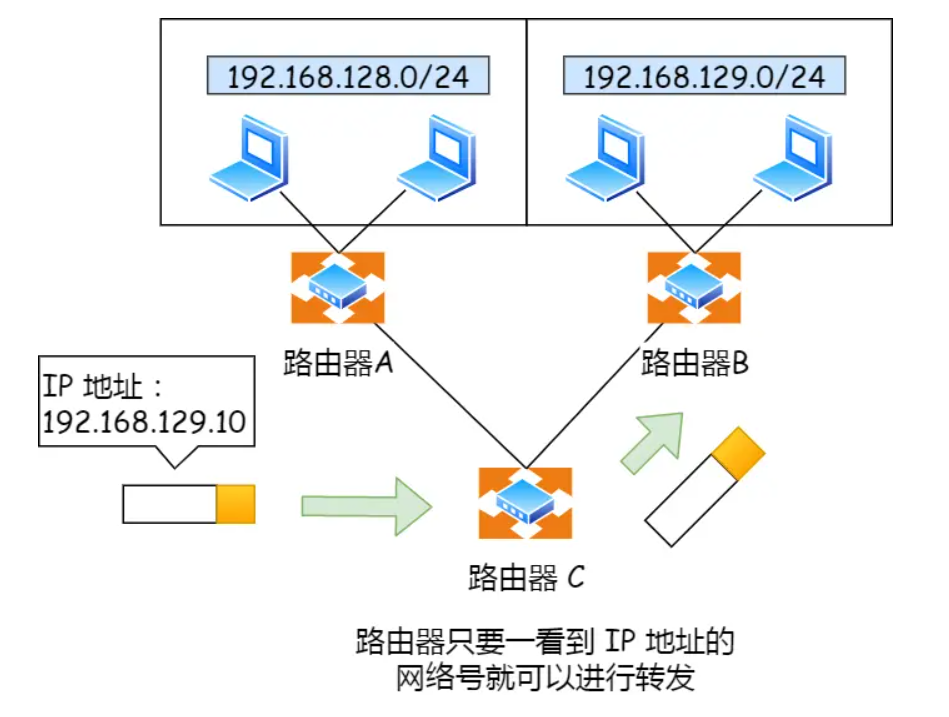 192.168.128.0/24
192.168.129.0/24
路由器A
路由器B
IP 地址：
192.168.129.10
路由器 C
路由器只要一看到 IP 地址的
网络号就可以进行转发